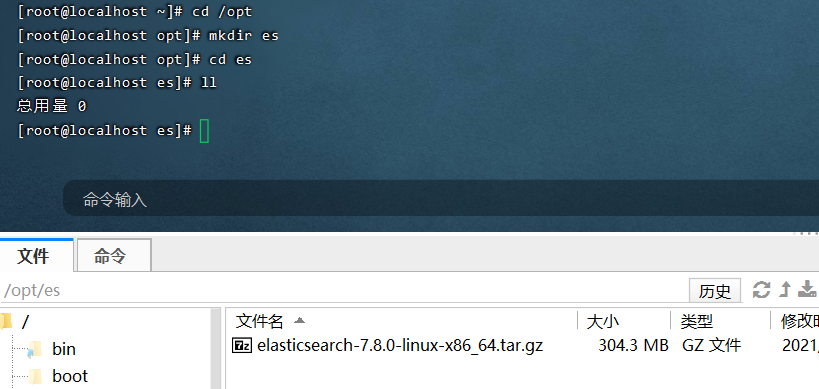 [root@localhost ~]# cd /opt
[root@localhost opt]# mkdir es
[root@localhost opt]# cd es
[root@localhost es]# ll
总用量 0
[root@localhost es]#
命令输入
文件 命令
/opt/es 历史
/ 文件名 大小 类型 修改时
bin elasticsearch-7.8.0-linux-x86_64.tar.gz 304.3 MB GZ 文件 2021/
boot